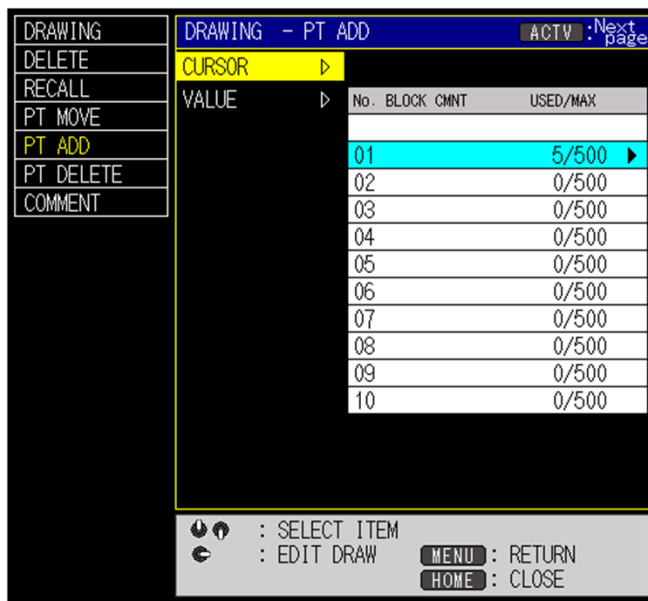 DRAWING
DELETE
RECALL
PT MOVE
PT ADD
PT DELETE
COMMENT
DRAWING - PT ADD
ACTV :Next page
CURSOR
VALUE
No. BLOCK CMNT USED/MAX
01 5/500
02 0/500
03 0/500
04 0/500
05 0/500
06 0/500
07 0/500
08 0/500
09 0/500
10 0/500
: SELECT ITEM
: EDIT DRAW MENU : RETURN
HOME : CLOSE